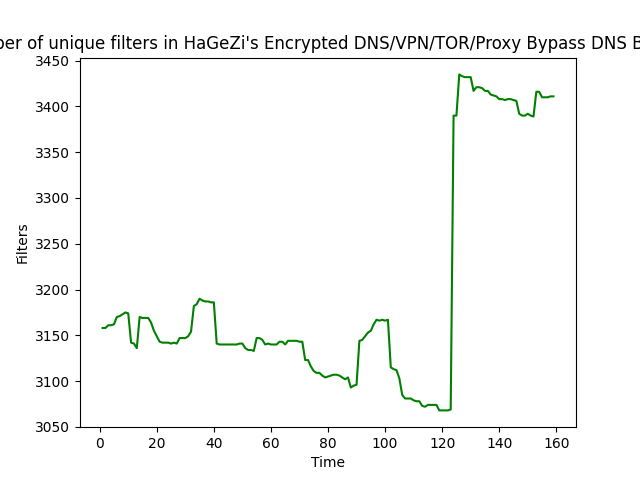 ber of unique filters in HaGeZi's Encrypted DNS/VPN/TOR/Proxy Bypass DNS B
3450
3400
3350
3300
3250
3200
3150
3100
3050
Filters
0 20 40 60 80 100 120 140 160
Time